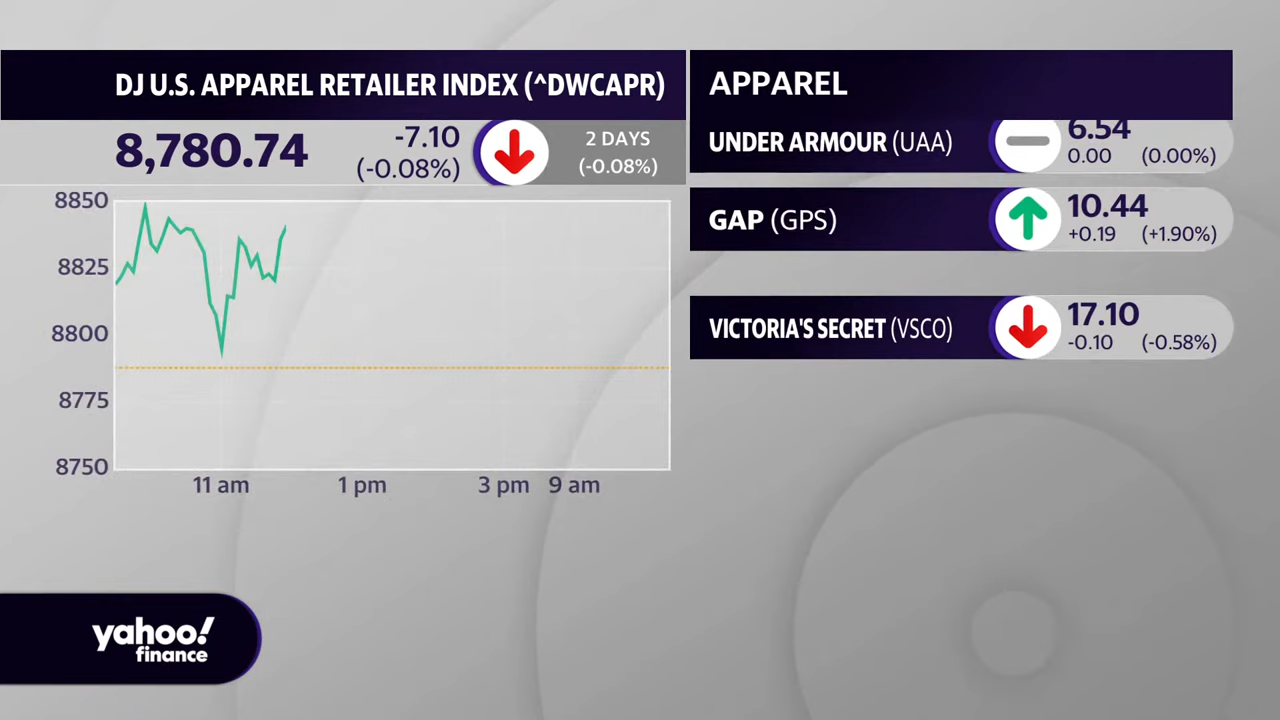 DJ U.S. APPAREL RETAILER INDEX (^DWCAPR)
8,780.74
-7.10
(-0.08%)
2 DAYS
(-0.08%)
8850
8825
8800
8775
8750
11 am 1 pm 3 pm 9 am
APPAREL
UNDER ARMOUR (UAA)
6.54
0.00 (0.00%)
GAP (GPS)
10.44
+0.19 (+1.90%)
VICTORIA'S SECRET (VSCO)
17.10
-0.10 (-0.58%)
yahoo!
finance